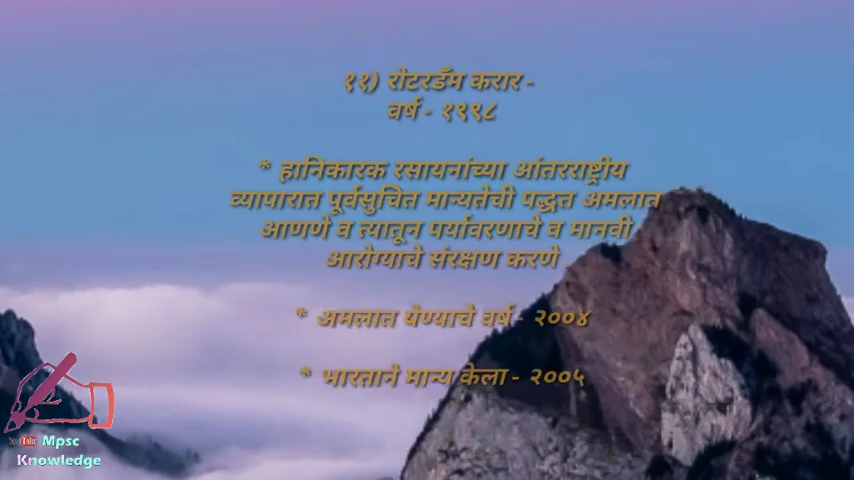 ११) रोटरडॅम करार -
वर्ष - १९९८
* हानिकारक रसायनांच्या आंतरराष्ट्रीय
व्यापारात पूर्वसुचित मान्यतेची पद्धत अमलात
आणणे व त्यातून पर्यावरणाचे व मानवी
आरोग्याचे संरक्षण करणे .
* अमलात येण्याचे वर्ष - २००४
* भारताने मान्य केला - २००५
Mpsc
Knowledge